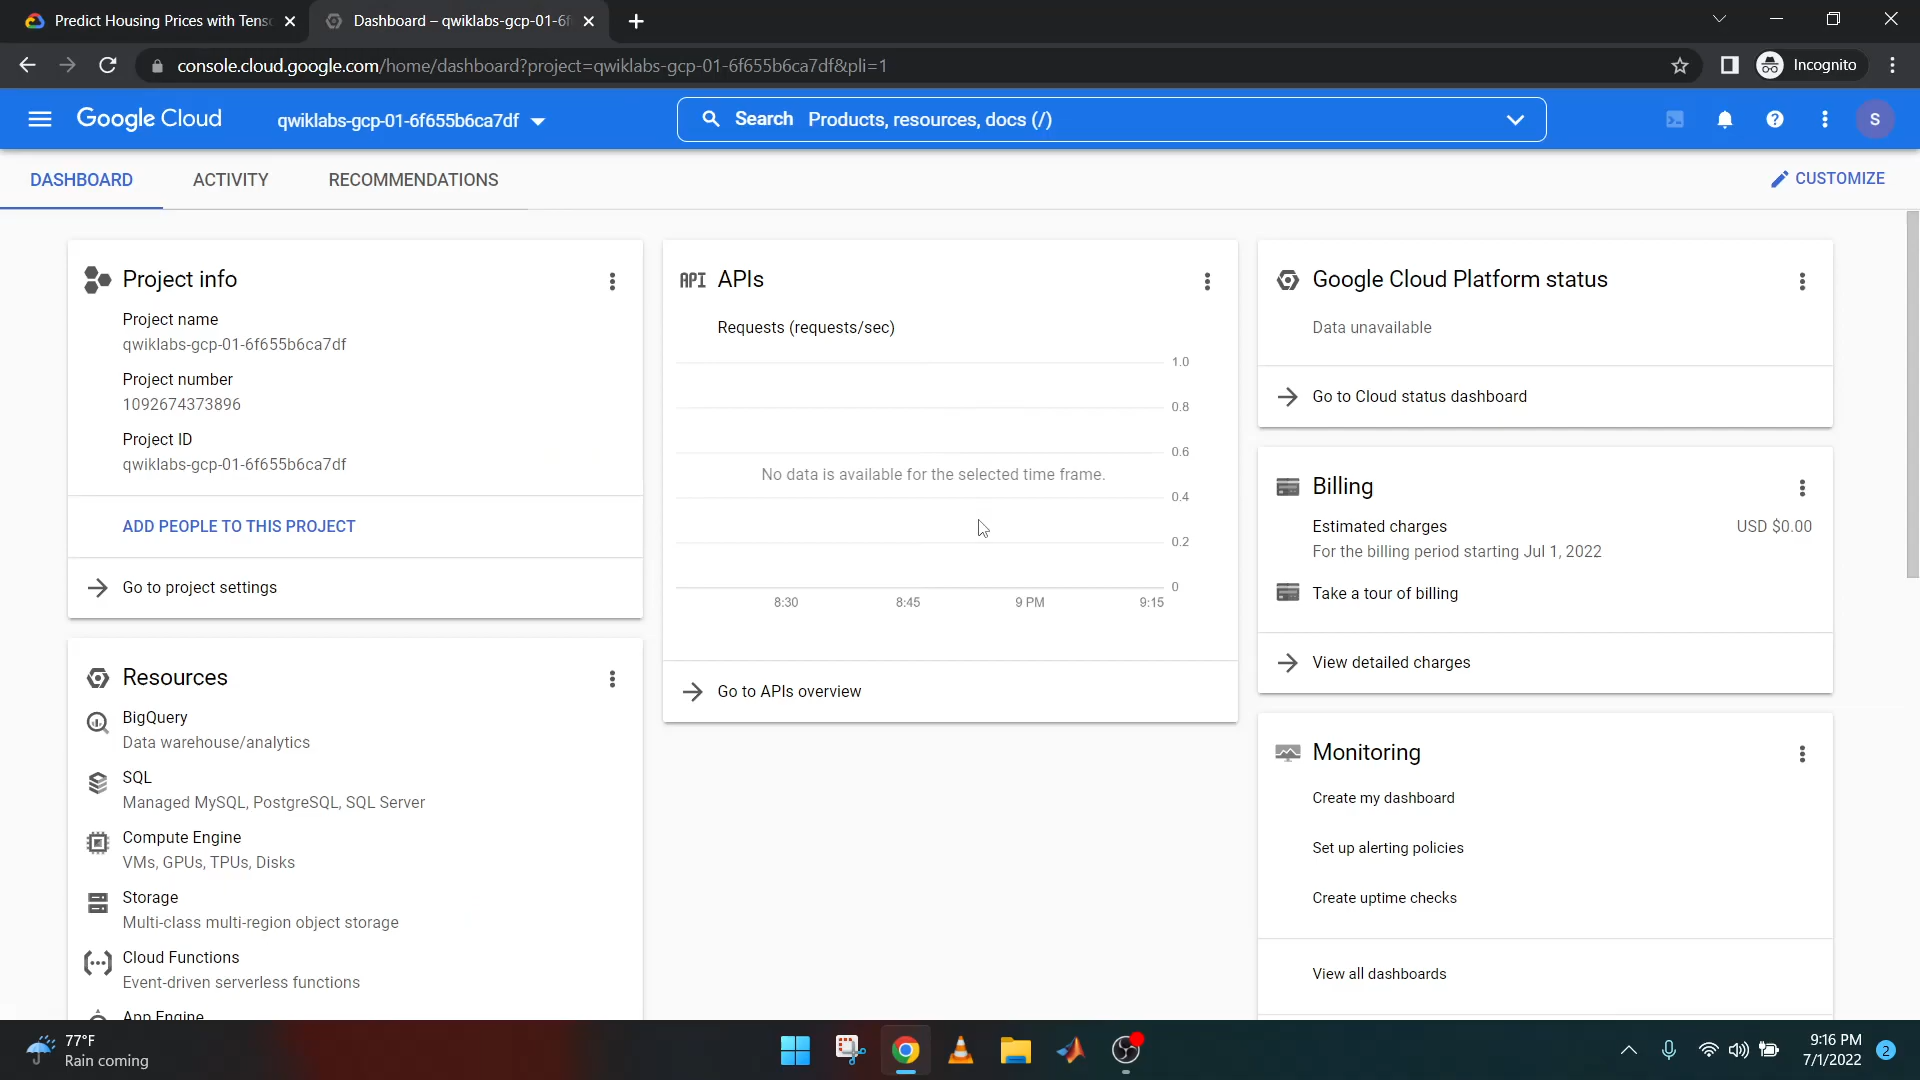 Predict Housing Prices with Tens
Dashboard – qwiklabs-gcp-01-6f
console.cloud.google.com/home/dashboard?project=qwiklabs-gcp-01-6f655b6ca7df&pli=1
Incognito
Google Cloud
qwiklabs-gcp-01-6f655b6ca7df
Search Products, resources, docs (/)
S
DASHBOARD
ACTIVITY
RECOMMENDATIONS
CUSTOMIZE
Project info
Project name
qwiklabs-gcp-01-6f655b6ca7df
Project number
1092674373896
Project ID
qwiklabs-gcp-01-6f655b6ca7df
ADD PEOPLE TO THIS PROJECT
Go to project settings
Resources
BigQuery
Data warehouse/analytics
SQL
Managed MySQL, PostgreSQL, SQL Server
Compute Engine
VMs, GPUs, TPUs, Disks
Storage
Multi-class multi-region object storage
Cloud Functions
Event-driven serverless functions
App Engine
API APIs
Requests (requests/sec)
1.0
0.8
0.6
No data is available for the selected time frame.
0.4
0.2
0
8:30 8:45 9 PM 9:15
Go to APIs overview
Google Cloud Platform status
Data unavailable
Go to Cloud status dashboard
Billing
Estimated charges USD $0.00
For the billing period starting Jul 1, 2022
Take a tour of billing
View detailed charges
Monitoring
Create my dashboard
Set up alerting policies
Create uptime checks
View all dashboards
77°F
Rain coming
9:16 PM
7/1/2022
2